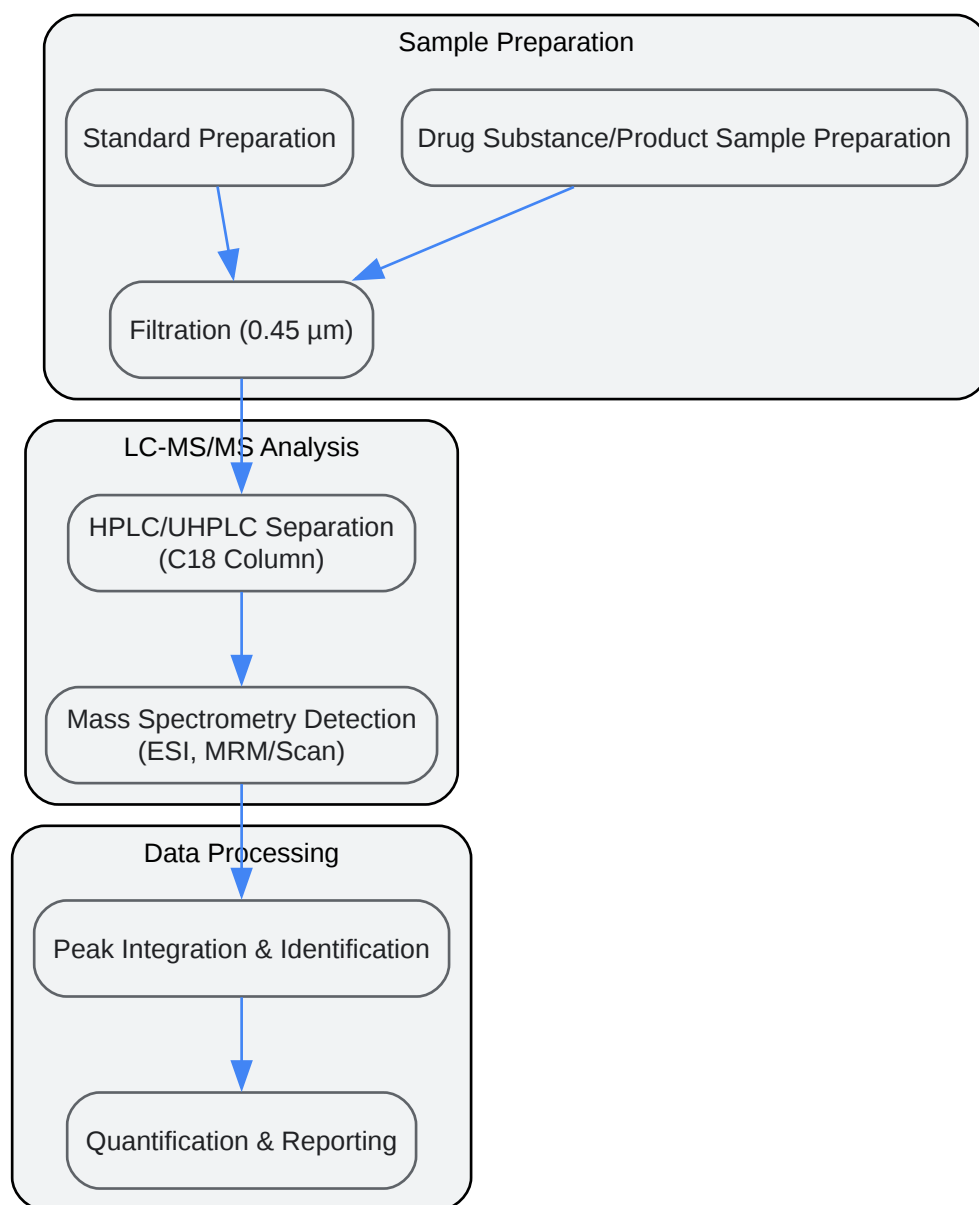 Sample Preparation
Standard Preparation
Drug Substance/Product Sample Preparation
Filtration (0.45 µm)
LC-MS/MS Analysis
HPLC/UHPLC Separation
(C18 Column)
Mass Spectrometry Detection
(ESI, MRM/Scan)
Data Processing
Peak Integration & Identification
Quantification & Reporting